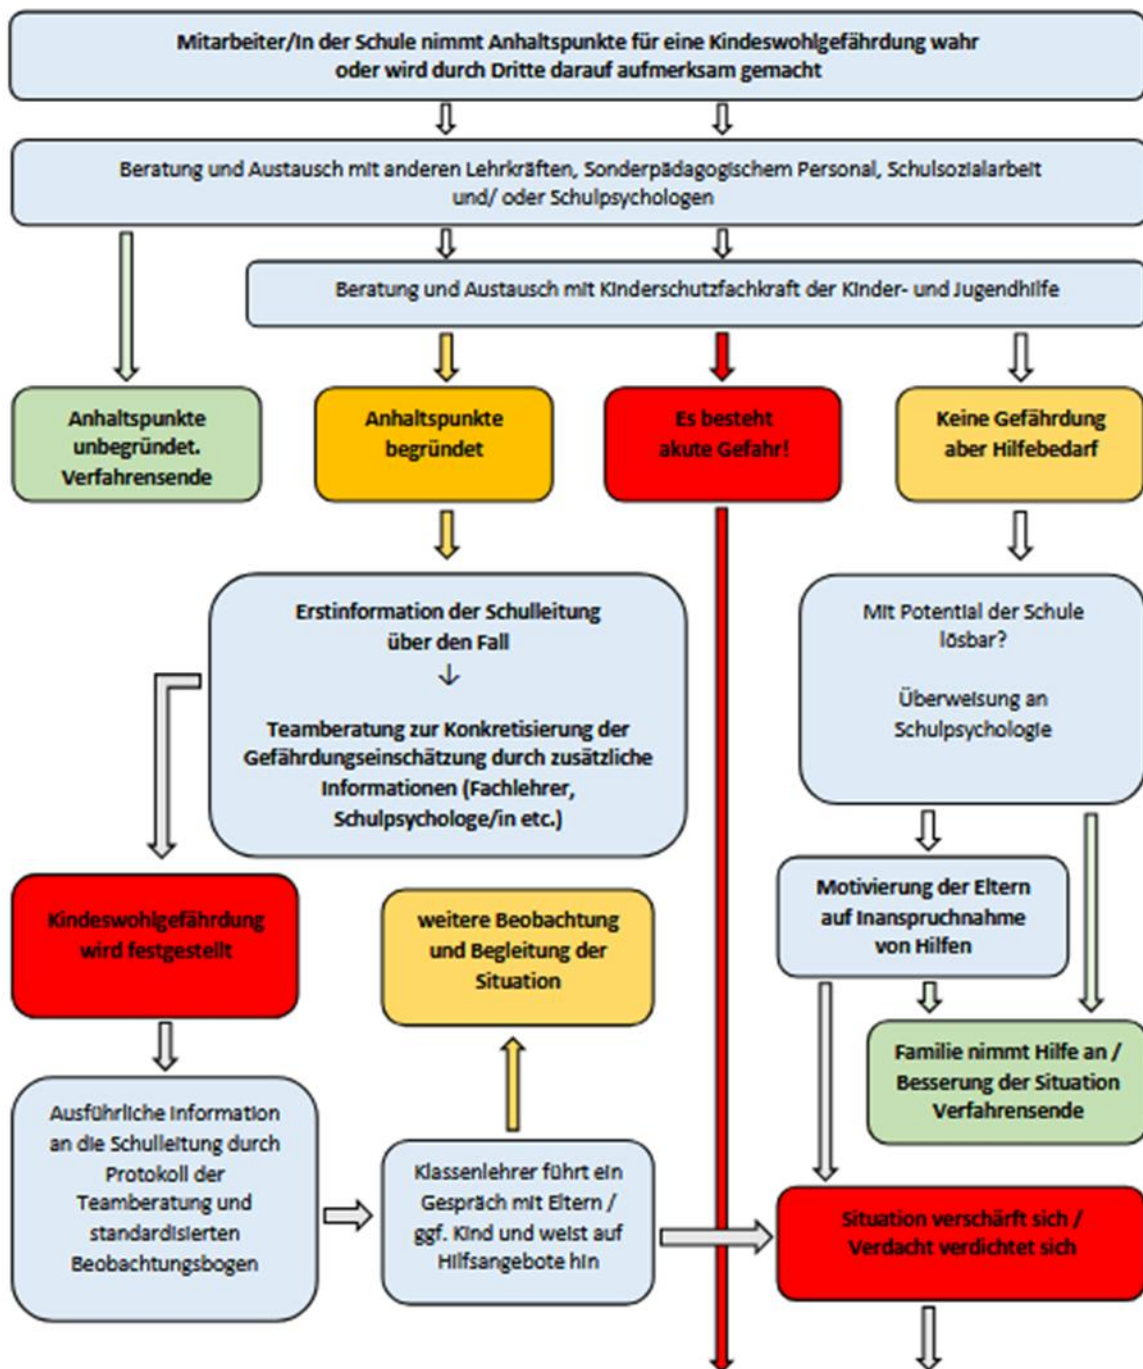 Mitarbeiter/In der Schule nimmt Anhaltspunkte für eine Kindeswohlgefährdung wahr
oder wird durch Dritte darauf aufmerksam gemacht
Beratung und Austausch mit anderen Lehrkräften, Sonderpädagogischem Personal, Schulsozialarbeit
und/ oder Schulpsychologen
Beratung und Austausch mit Kinderschutzfachkraft der Kinder- und Jugendhilfe
Anhaltspunkte
unbegründet.
Verfahrensende
Anhaltspunkte
begründet
Es besteht
akute Gefahr!
Keine Gefährdung
aber Hilfebedarf
Erstinformation der Schulleitung
über den Fall
↓
Teamberatung zur Konkretisierung der
Gefährdungseinschätzung durch zusätzliche
Informationen (Fachlehrer,
Schulpsychologe/in etc.)
Mit Potential der Schule
lösbar?
Überweisung an
Schulpsychologie
Kindeswohlgefährdung
wird festgestellt
weitere Beobachtung
und Begleitung der
Situation
Motivierung der Eltern
auf Inanspruchnahme
von Hilfen
Familie nimmt Hilfe an /
Besserung der Situation
Verfahrensende
Ausführliche Information
an die Schulleitung durch
Protokoll der
Teamberatung und
standardisierten
Beobachtungsbogen
Klassenlehrer führt ein
Gespräch mit Eltern /
ggf. Kind und weist auf
Hilfsangebote hin
Situation verschärft sich /
Verdacht verdichtet sich